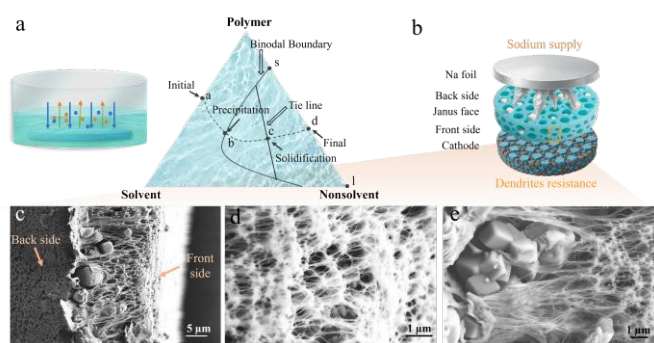 a
Polymer
Binodal Boundary
s
Initial
a
Precipitation
Tie line
b
c
d
Final
Solidification
Solvent
Nonsolvent
l
b
Sodium supply
Na foil
Back side
Janus face
Front side
Cathode
Dendrites resistance
c
Back side
Front
side
5 μm
d
1 μm
e
1 μm